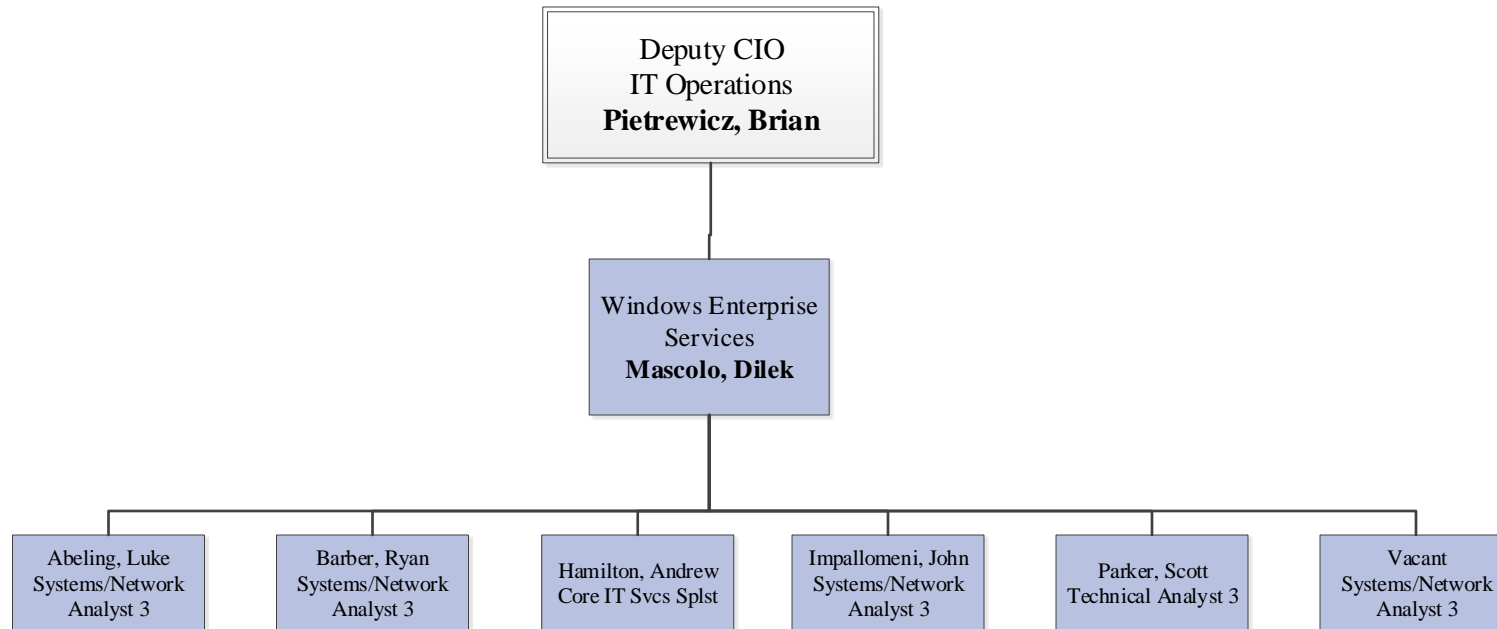 Deputy CIO
IT Operations
Pietrewicz, Brian
Windows Enterprise
Services
Mascolo, Dilek
Abeling, Luke
Systems/Network
Analyst 3
Barber, Ryan
Systems/Network
Analyst 3
Hamilton, Andrew
Core IT Svcs Splst
Impallomeni, John
Systems/Network
Analyst 3
Parker, Scott
Technical Analyst 3
Vacant
Systems/Network
Analyst 3